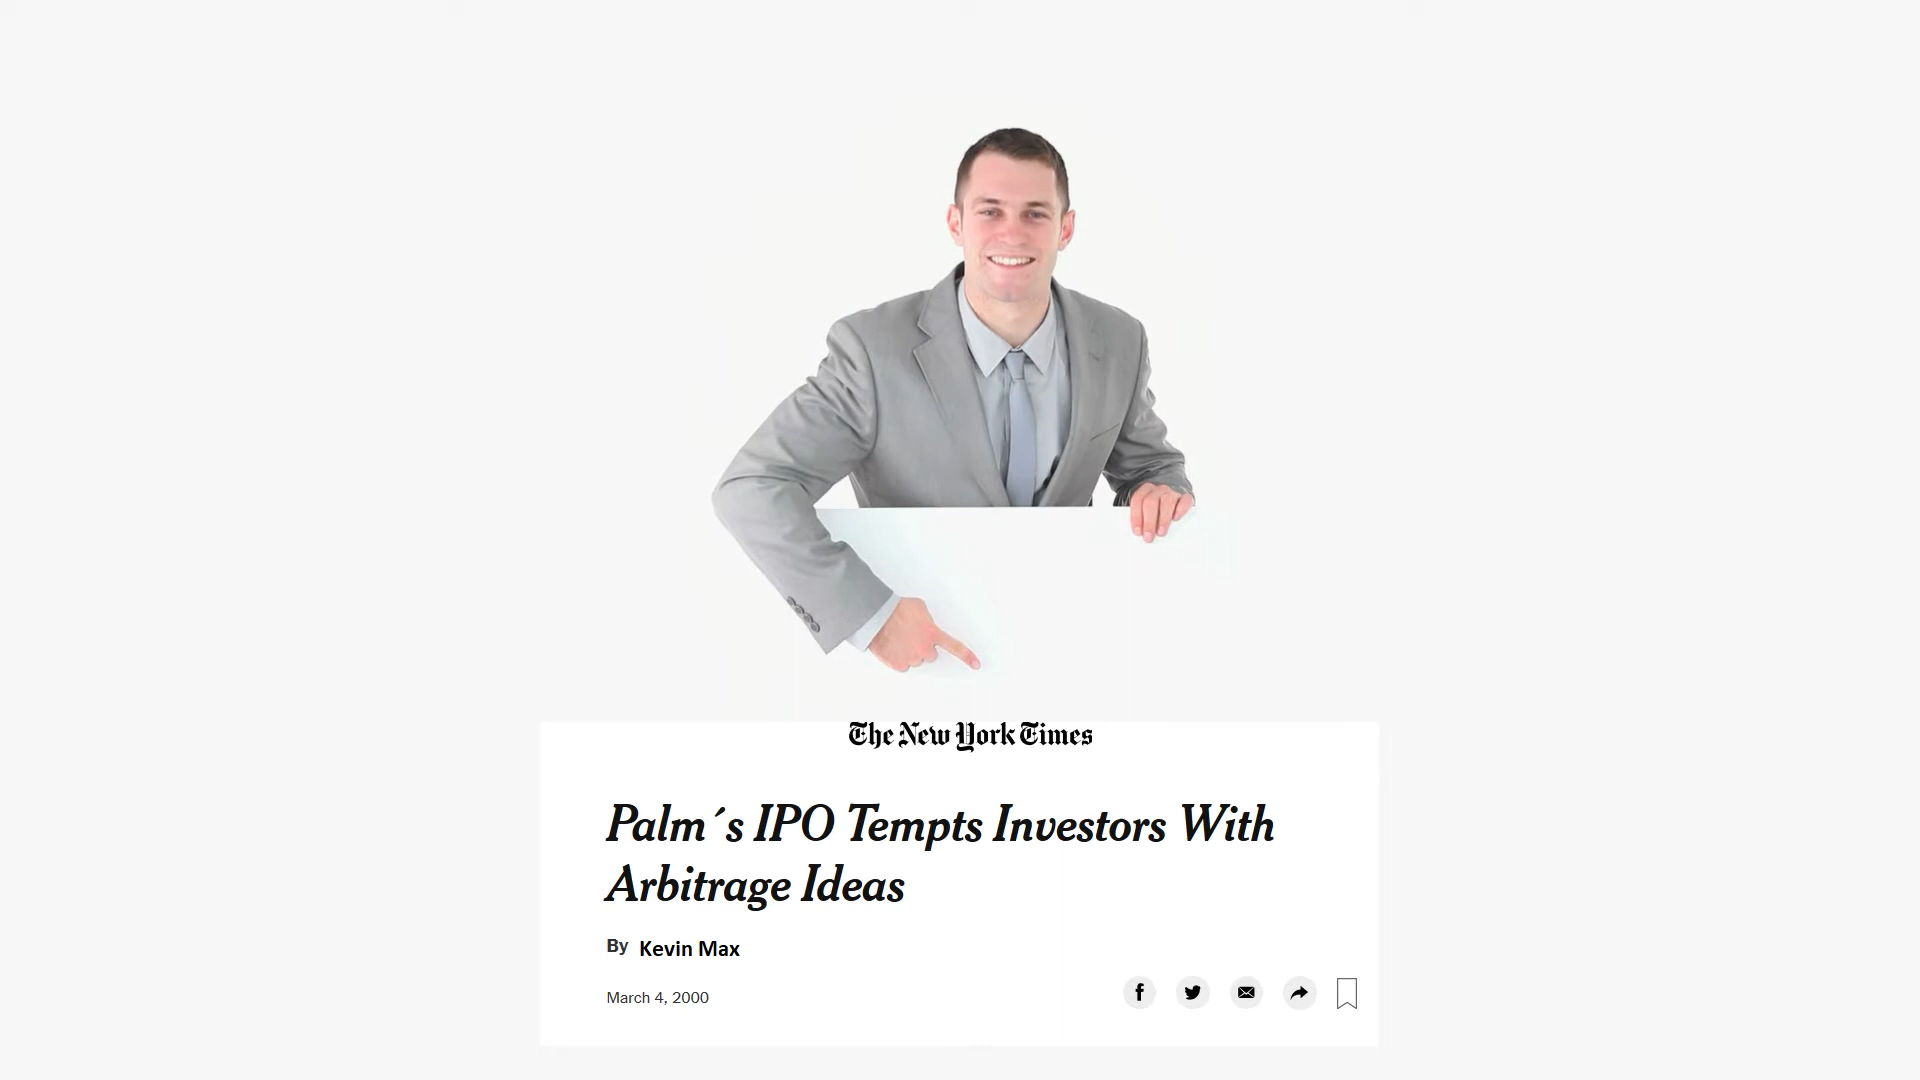 The New York Times
Palm´s IPO Tempts Investors With
Arbitrage Ideas
By Kevin Max
March 4, 2000